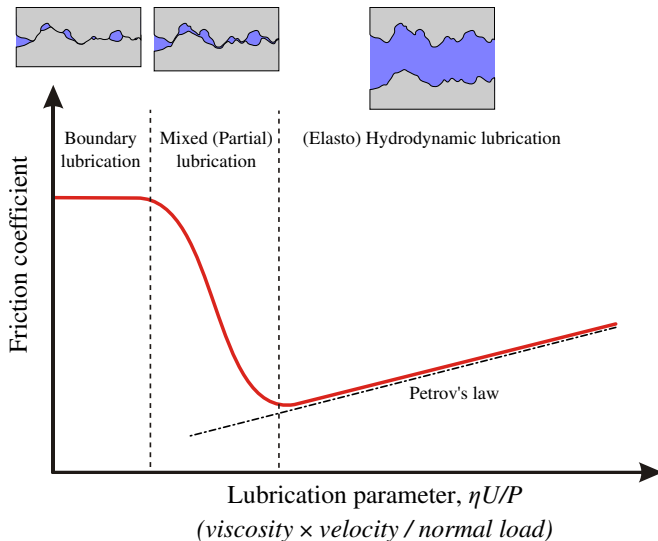 Boundary
lubrication
Mixed (Partial)
lubrication
(Elasto) Hydrodynamic lubrication
Friction coefficient
Petrov's law
Lubrication parameter, ηU/P
(viscosity × velocity / normal load)